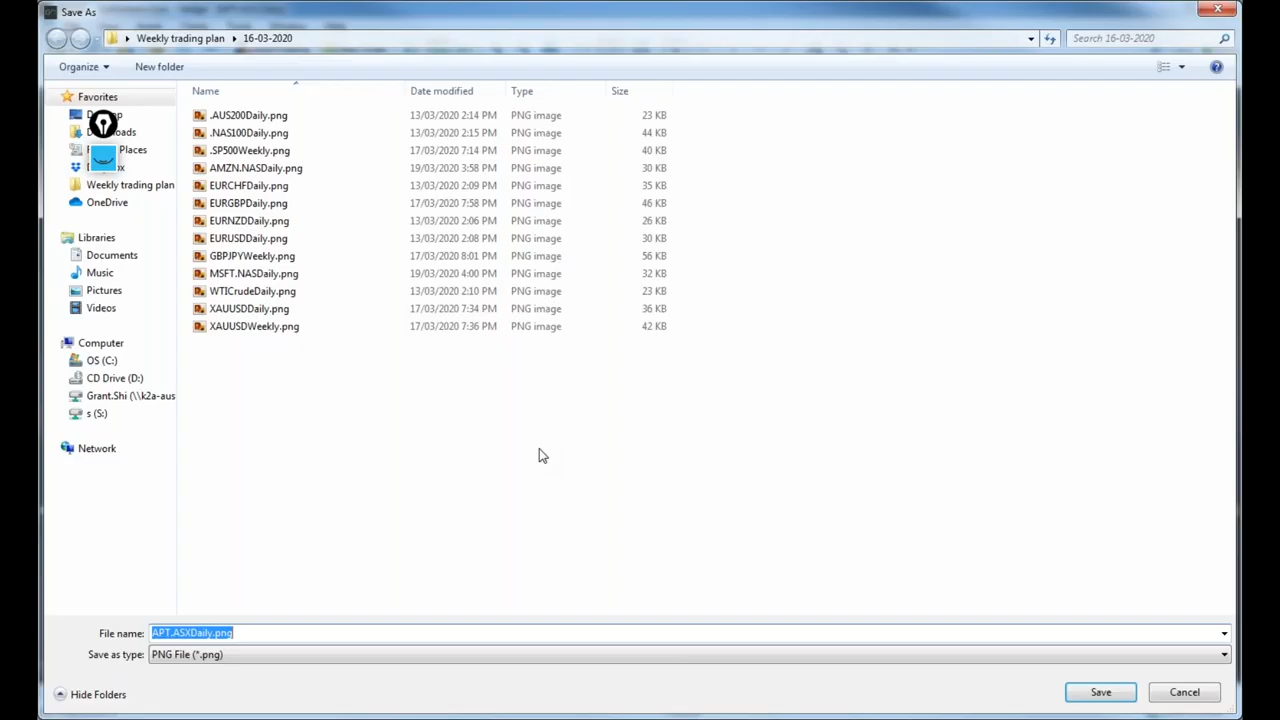 Save As
Weekly trading plan 16-03-2020 Search 16-03-2020
Organize New folder
Name Date modified Type Size
Favorites
.AUS200Daily.png 13/03/2020 2:14 PM PNG image 23 KB
.NAS100Daily.png 13/03/2020 2:15 PM PNG image 44 KB
Places .SP500Weekly.png 17/03/2020 7:14 PM PNG image 40 KB
AMZN.NASDaily.png 19/03/2020 3:58 PM PNG image 30 KB
Weekly trading plan EURCHFDaily.png 13/03/2020 2:09 PM PNG image 35 KB
OneDrive EURGBPDaily.png 17/03/2020 7:58 PM PNG image 46 KB
EURNZDDaily.png 13/03/2020 2:06 PM PNG image 26 KB
Libraries EURUSDDaily.png 13/03/2020 2:08 PM PNG image 30 KB
Documents GBPJPYWeekly.png 17/03/2020 8:01 PM PNG image 56 KB
Music MSFT.NASDaily.png 19/03/2020 4:00 PM PNG image 32 KB
Pictures WTICrudeDaily.png 13/03/2020 2:10 PM PNG image 23 KB
Videos XAUUSDDaily.png 17/03/2020 7:34 PM PNG image 36 KB
XAUUSDWeekly.png 17/03/2020 7:36 PM PNG image 42 KB
Computer
OS (C:)
CD Drive (D:)
Grant.Shi (\\k2a-aus
s (S:)
Network
File name: APT.ASXDaily.png
Save as type: PNG File (*.png)
Hide Folders Save Cancel